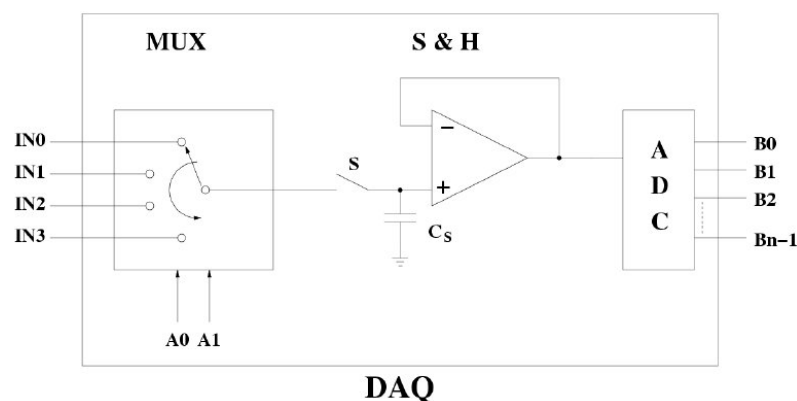 MUX
S & H
IN0
IN1
IN2
IN3
A0 A1
S
Cs
−
+
A
D
C
B0
B1
B2
Bn−1
DAQ